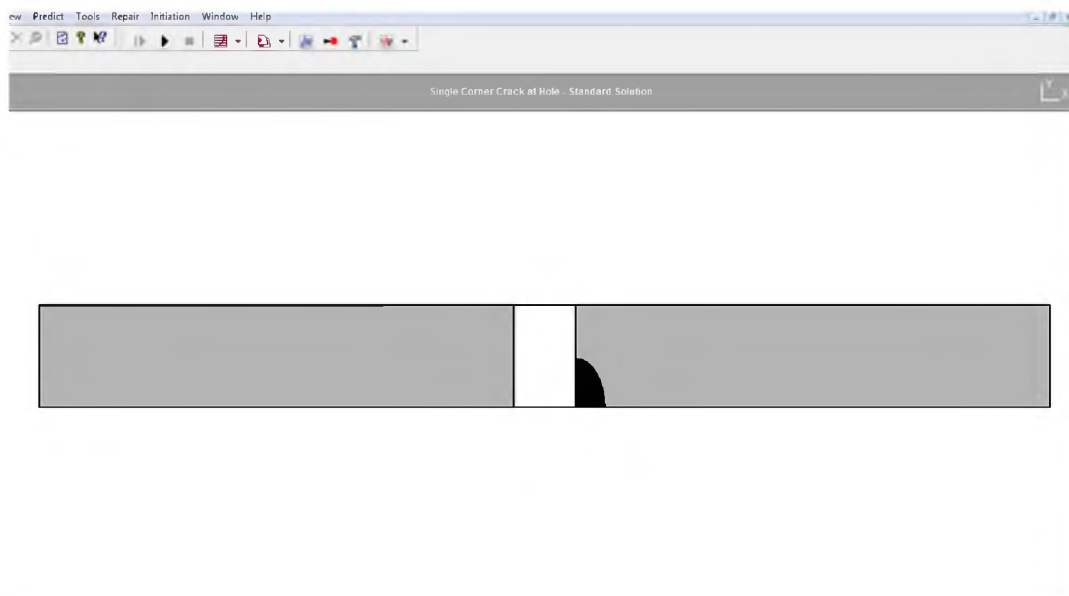 ew Predict Tools Repair Initiation Window Help
Single Corner Crack at Hole - Standard Solution
Y
X